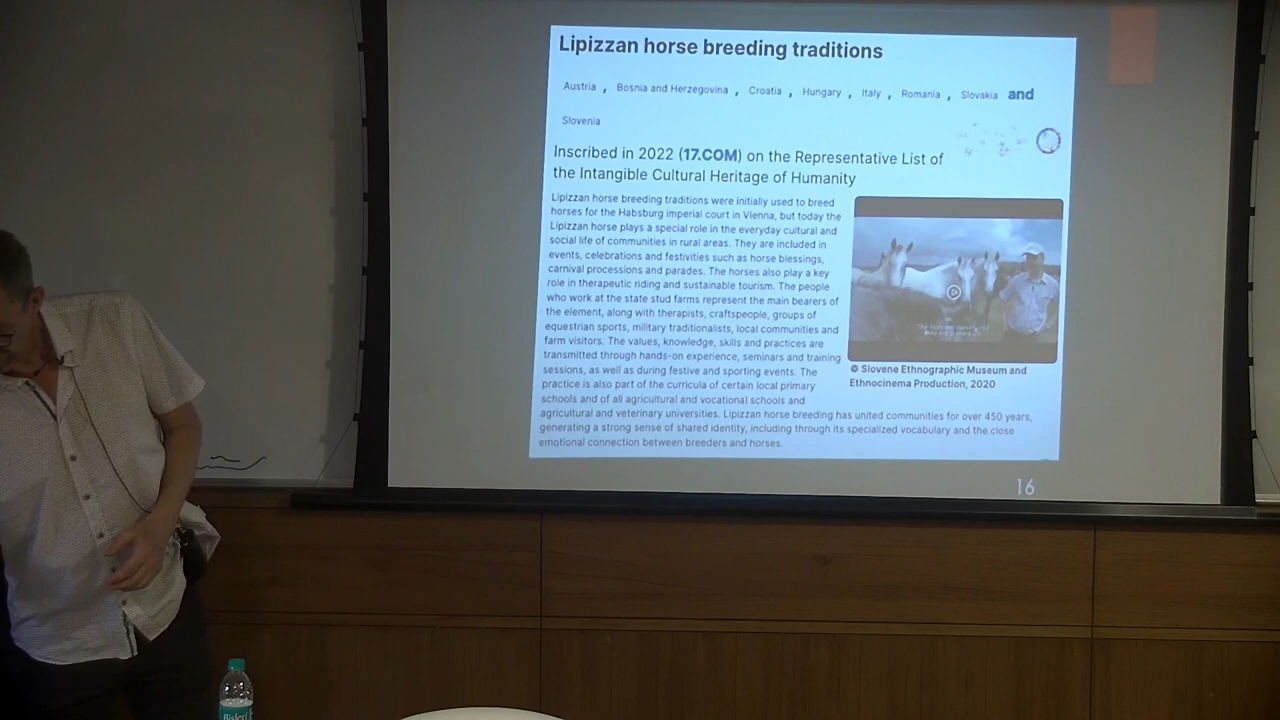 Lipizzan horse breeding traditions
Austria , Bosnia and Herzegovina , Croatia , Hungary , Italy , Romania , Slovakia and
Slovenia
Inscribed in 2022 (17.COM) on the Representative List of
the Intangible Cultural Heritage of Humanity
Lipizzan horse breeding traditions were initially used to breed
horses for the Habsburg imperial court in Vienna, but today the
Lipizzan horse plays a special role in the everyday cultural and
social life of communities in rural areas. They are included in
events, celebrations and festivities such as horse blessings,
carnival processions and parades. The horses also play a key
role in therapeutic riding and sustainable tourism. The people
who work at the state stud farms represent the main bearers of
the element, along with therapists, craftspeople, groups of
equestrian sports, military traditionalists, local communities and
farm visitors. The values, knowledge, skills and practices are
transmitted through hands-on experience, seminars and training
sessions, as well as during festive and sporting events. The
practice is also part of the curricula of certain local primary
schools and of all agricultural and vocational schools and
agricultural and veterinary universities. Lipizzan horse breeding has united communities for over 450 years,
generating a strong sense of shared identity, including through its specialized vocabulary and the close
emotional connection between breeders and horses.
© Slovene Ethnographic Museum and
Ethnocinema Production, 2020
16
Bisleri